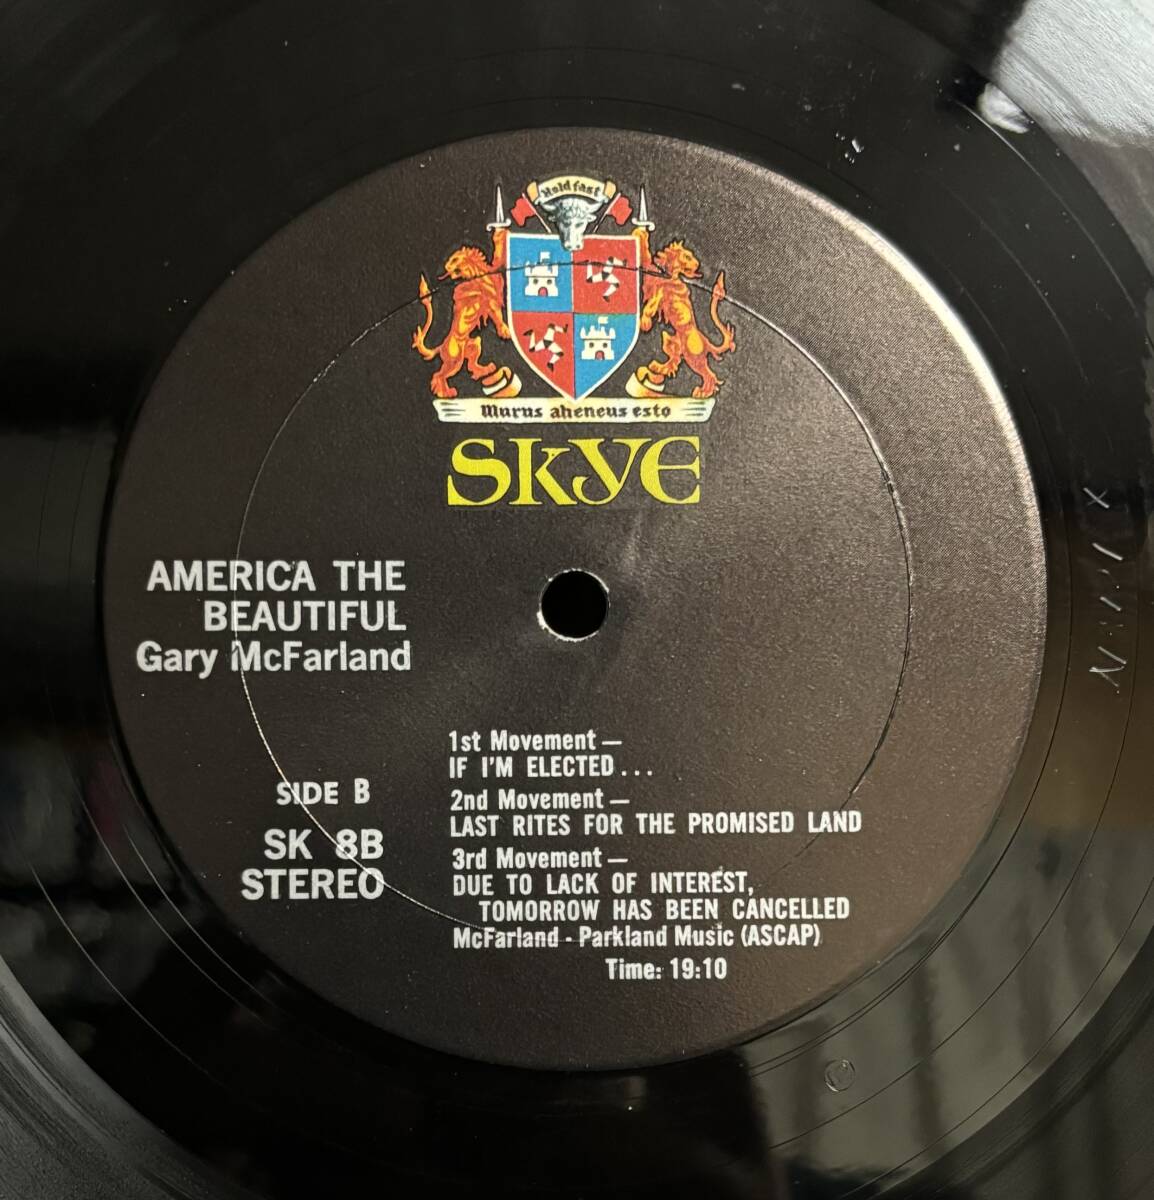 Hold fast
Murus aheneus esto
SKYE
AMERICA THE
BEAUTIFUL
Gary McFarland
SIDE B
SK 8B
STEREO
1st Movement —
IF I'M ELECTED...
2nd Movement —
LAST RITES FOR THE PROMISED LAND
3rd Movement —
DUE TO LACK OF INTEREST,
TOMORROW HAS BEEN CANCELLED
McFarland - Parkland Music (ASCAP)
Time: 19:10